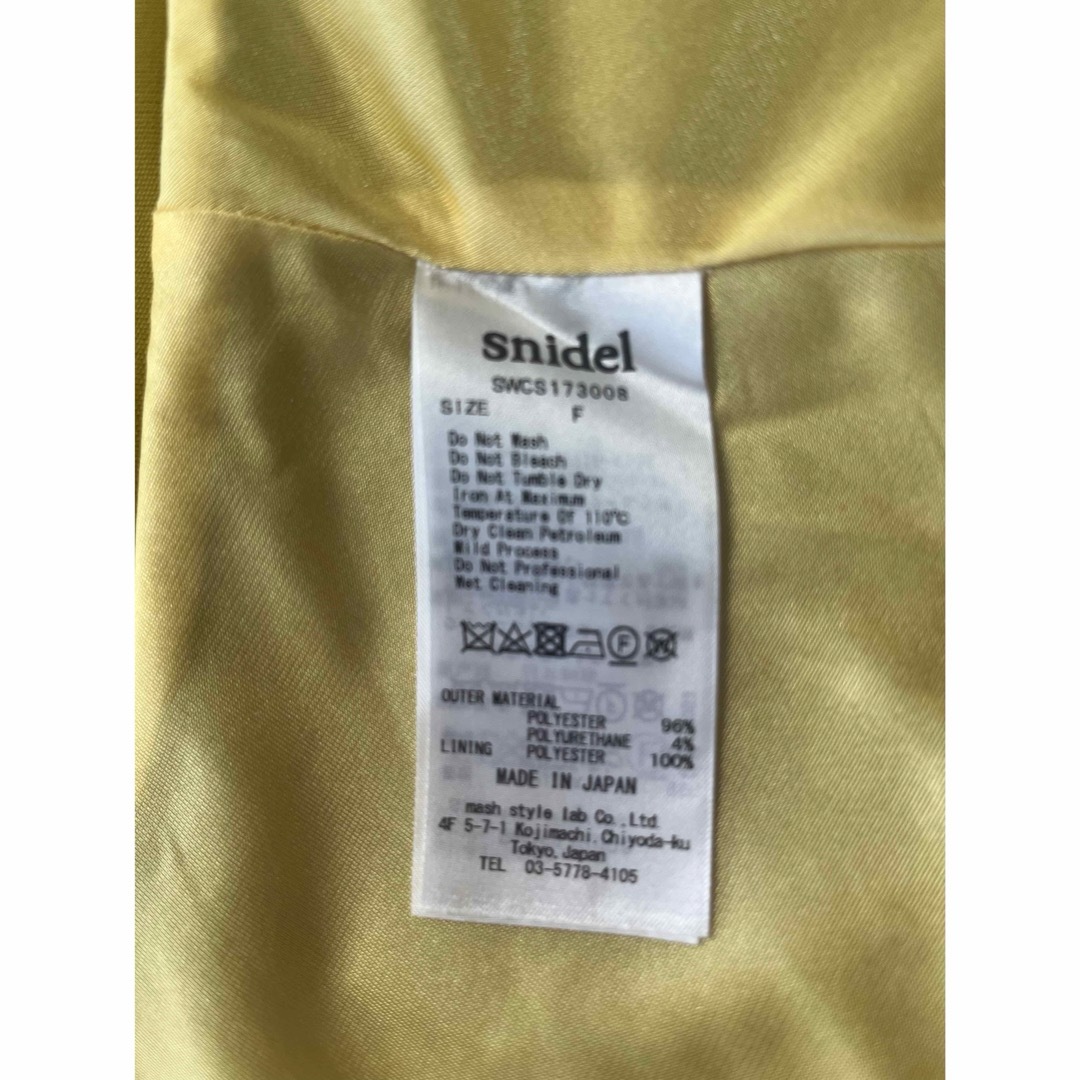 snidel
SWCS173008
SIZE F
Do Not Wash
Do Not Bleach
Do Not Tumble Dry
Iron At Maximum
Temperature Of 110℃
Dry Clean Petroleum
Mild Process
Do Not Professional
Wet Cleaning
F
OUTER MATERIAL
POLYESTER 96%
POLYURETHANE 4%
LINING POLYESTER 100%
MADE IN JAPAN
mash style lab Co.,Ltd
4F 5-7-1 Kojimachi,Chiyoda-ku
Tokyo,Japan
TEL 03-5778-4105